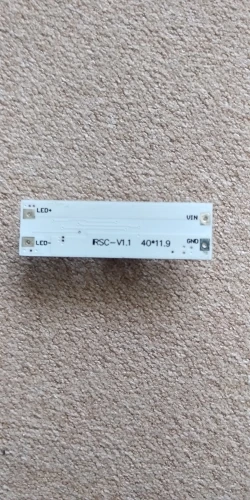 LED+
VIN
LED- IRSC-V1.1 40*11.9 GND